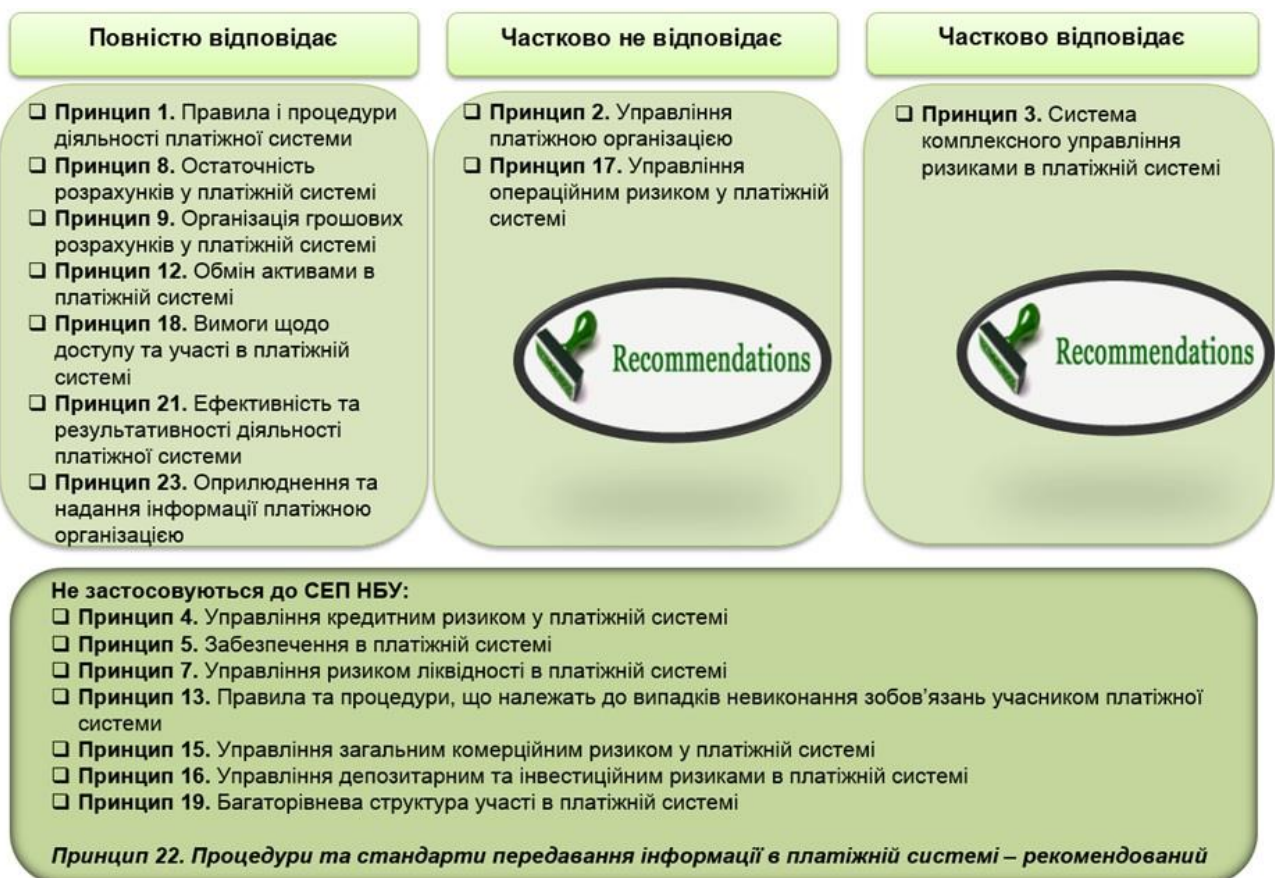 Повністю відповідає
❑ Принцип 1. Правила і процедури
діяльності платіжної системи
❑ Принцип 8. Остаточність
розрахунків у платіжній системі
❑ Принцип 9. Організація грошових
розрахунків у платіжній системі
❑ Принцип 12. Обмін активами в
платіжній системі
❑ Принцип 18. Вимоги щодо
доступу та участі в платіжній
системі
❑ Принцип 21. Ефективність та
результативності діяльності
платіжної системи
❑ Принцип 23. Оприлюднення та
надання інформації платіжною
організацією
Частково не відповідає
❑ Принцип 2. Управління
платіжною організацією
❑ Принцип 17. Управління
операційним ризиком у платіжній
системі
Recommendations
Частково відповідає
❑ Принцип 3. Система
комплексного управління
ризиками в платіжній системі
Recommendations
Не застосовуються до СЕП НБУ:
❑ Принцип 4. Управління кредитним ризиком у платіжній системі
❑ Принцип 5. Забезпечення в платіжній системі
❑ Принцип 7. Управління ризиком ліквідності в платіжній системі
❑ Принцип 13. Правила та процедури, що належать до випадків невиконання зобов’язань учасником платіжної
системи
❑ Принцип 15. Управління загальним комерційним ризиком у платіжній системі
❑ Принцип 16. Управління депозитарним та інвестиційним ризиками в платіжній системі
❑ Принцип 19. Багаторівнева структура участі в платіжній системі
Принцип 22. Процедури та стандарти передавання інформації в платіжній системі – рекомендований